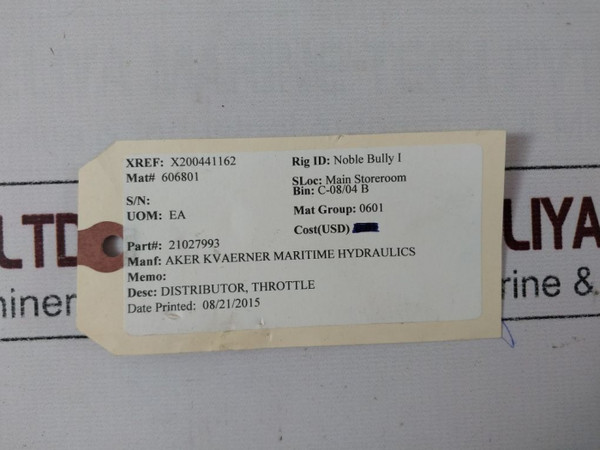 XREF: X200441162 Rig ID: Noble Bully I
Mat# 606801 SLoc: Main Storeroom
Bin: C-08/04 B
S/N:
UOM: EA Mat Group: 0601
Cost(USD)
Part#: 21027993
Manf: AKER KVAERNER MARITIME HYDRAULICS
Memo:
Desc: DISTRIBUTOR, THROTTLE
Date Printed: 08/21/2015
LTD LIYA
hiner rine &